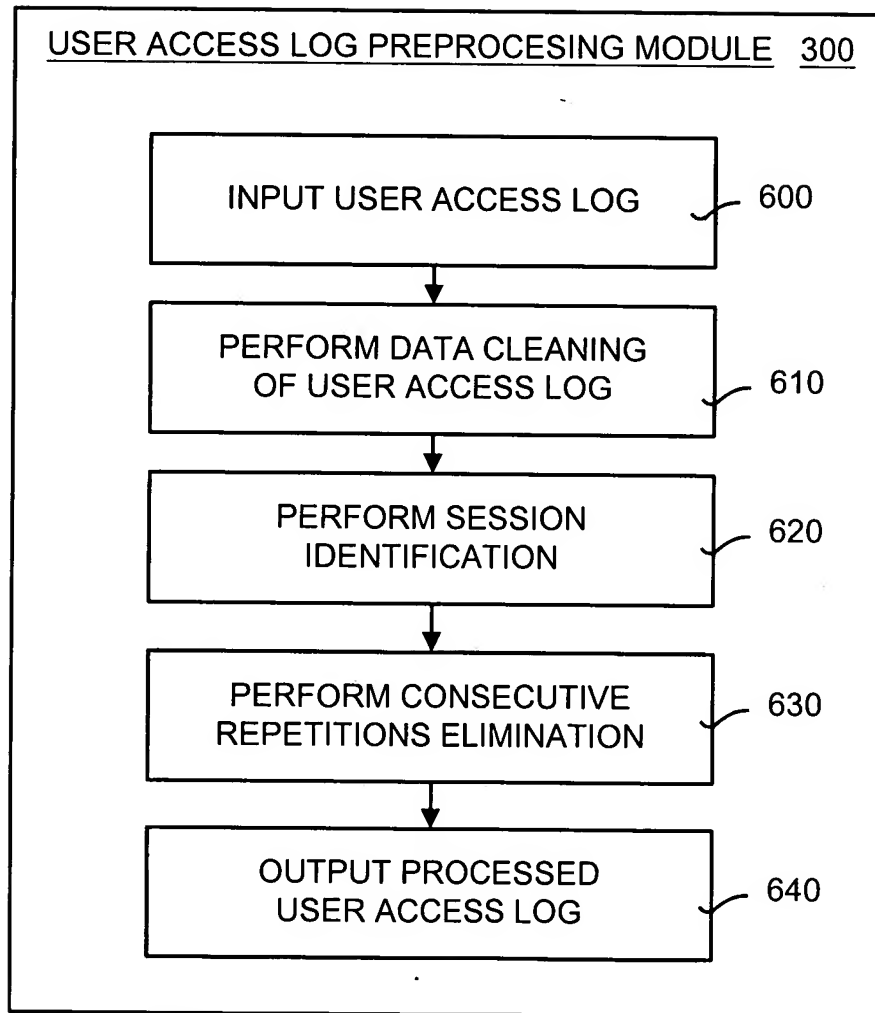 USER ACCESS LOG PREPROCESING MODULE 300
INPUT USER ACCESS LOG
600
PERFORM DATA CLEANING
OF USER ACCESS LOG
610
PERFORM SESSION
IDENTIFICATION
620
PERFORM CONSECUTIVE
REPETITIONS ELIMINATION
630
OUTPUT PROCESSED
USER ACCESS LOG
640